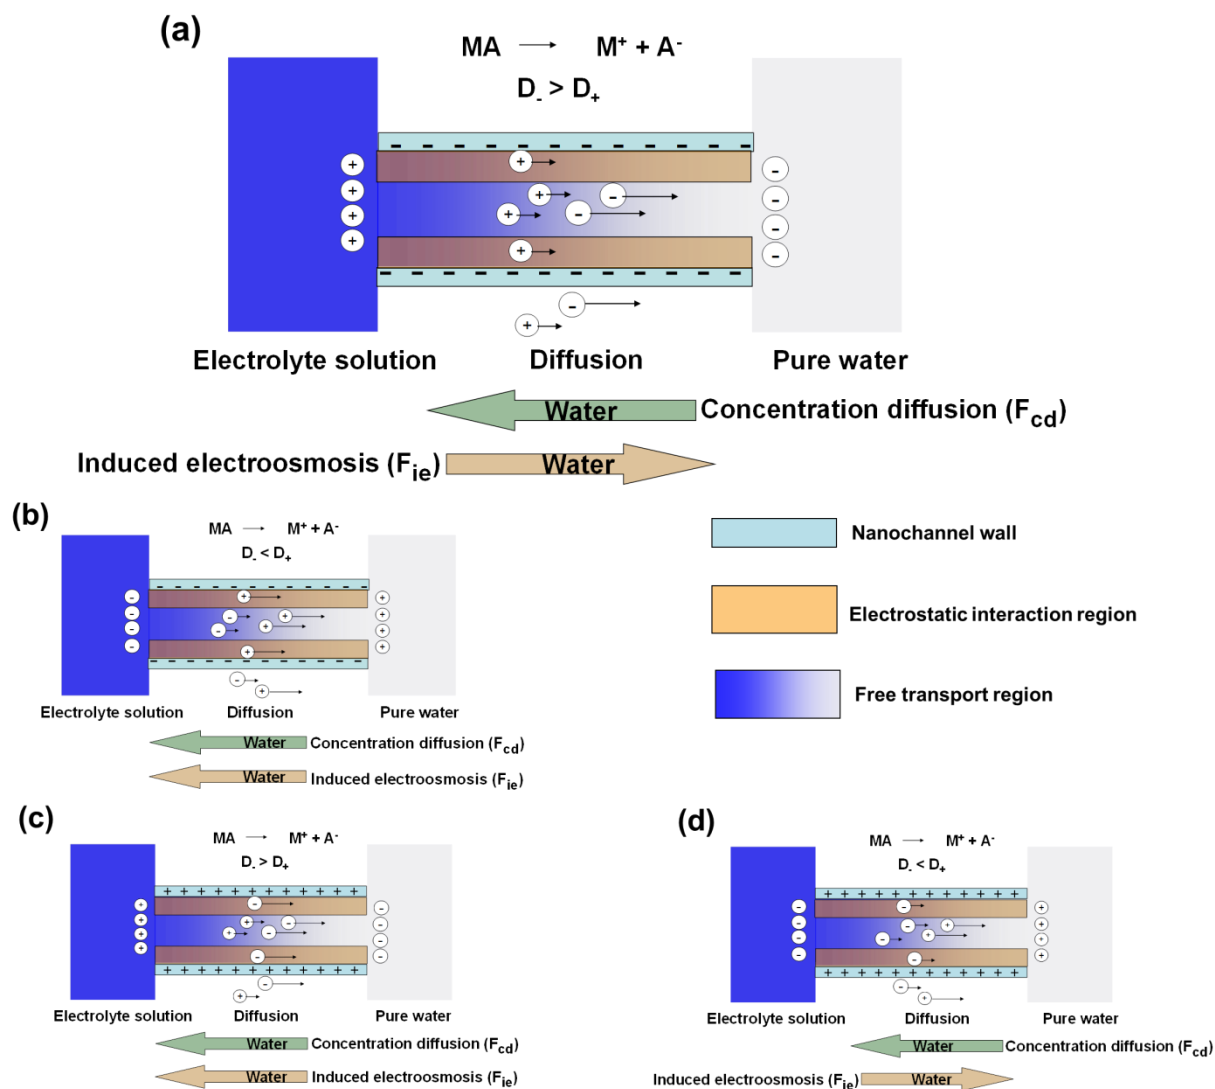 (a)
MA → M⁺ + A⁻
D₋ > D₊
Electrolyte solution Diffusion Pure water
Water Concentration diffusion (F_cd)
Induced electroosmosis (F_ie) Water
(b)
MA → M⁺ + A⁻
D₋ < D₊
Electrolyte solution Diffusion Pure water
Water Concentration diffusion (F_cd)
Water Induced electroosmosis (F_ie)
Nanochannel wall
Electrostatic interaction region
Free transport region
(c)
MA → M⁺ + A⁻
D₋ > D₊
Electrolyte solution Diffusion Pure water
Water Concentration diffusion (F_cd)
Water Induced electroosmosis (F_ie)
(d)
MA → M⁺ + A⁻
D₋ < D₊
Electrolyte solution Diffusion Pure water
Water Concentration diffusion (F_cd)
Induced electroosmosis (F_ie) Water